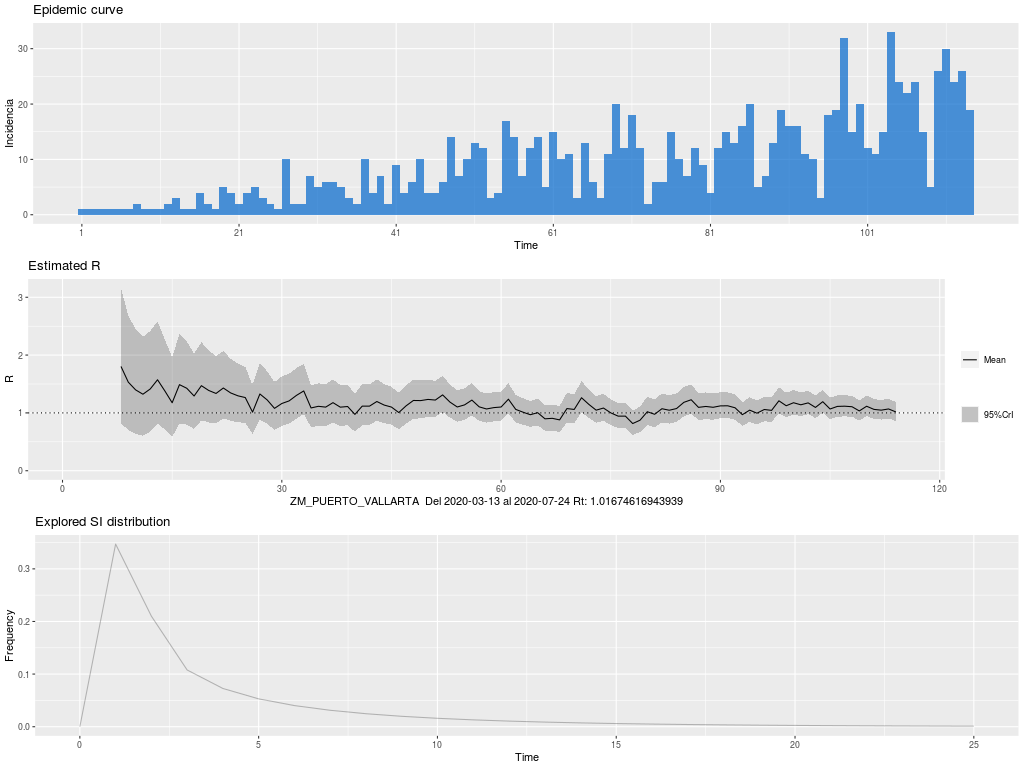 Epidemic curve
Incidencia
30
20
10
0
1 21 41 61 81 101
Time
Estimated R
R
3
2
1
0
0 30 60 90 120
Mean
95%CrI
ZM_PUERTO_VALLARTA Del 2020-03-13 al 2020-07-24 Rt: 1.01674616943939
Explored SI distribution
Frequency
0.3
0.2
0.1
0.0
0 5 10 15 20 25
Time